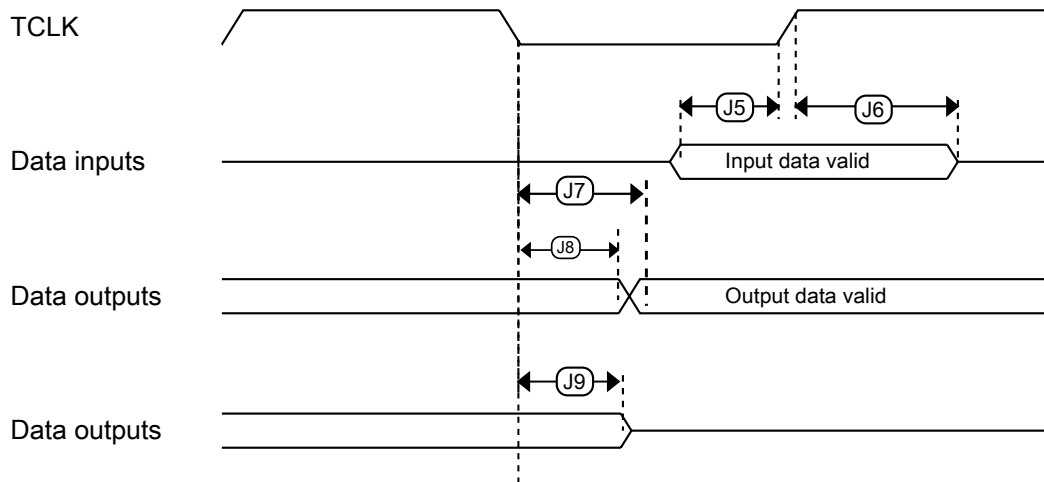 TCLK
J5
J6
Data inputs
Input data valid
J7
J8
Data outputs
Output data valid
J9
Data outputs